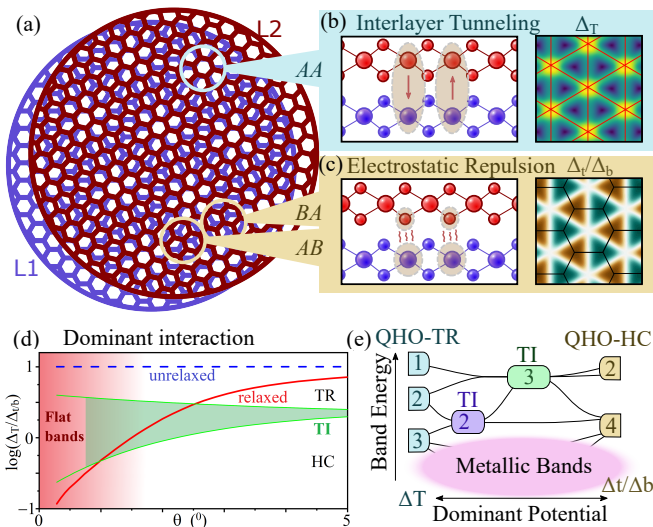 (a)
L2
L1
AA
BA
AB
(b) Interlayer Tunneling Δ_T
(c) Electrostatic Repulsion Δ_t/Δ_b
(d) Dominant interaction
log(Δ_T/Δ_t/b)
1
0
−1
unrelaxed
relaxed
Flat
bands
TR
TI
HC
θ (⁰)
5
(e)
QHO-TR
QHO-HC
Band Energy
1
2
3
TI
3
TI
2
2
4
Metallic Bands
ΔT
Δt/Δb
Dominant Potential